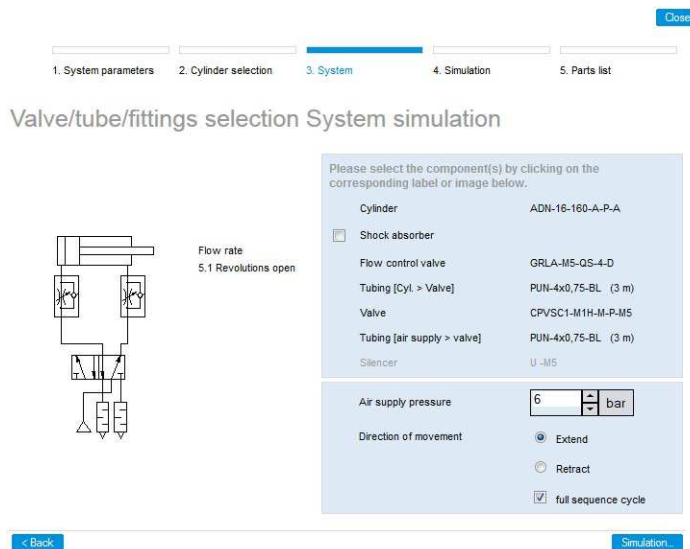 Close
1. System parameters
2. Cylinder selection
3. System
4. Simulation
5. Parts list
Valve/tube/fittings selection System simulation
Please select the component(s) by clicking on the
corresponding label or image below.
Cylinder ADN-16-160-A-P-A
Shock absorber
Flow rate
5.1 Revolutions open
Flow control valve GRLA-M5-QS-4-D
Tubing [Cyl. > Valve] PUN-4x0,75-BL (3 m)
Valve CPVSC1-M1H-M-P-M5
Tubing [air supply > valve] PUN-4x0,75-BL (3 m)
Silencer U -M5
Air supply pressure 6 bar
Direction of movement Extend
Retract
full sequence cycle
< Back
Simulation...